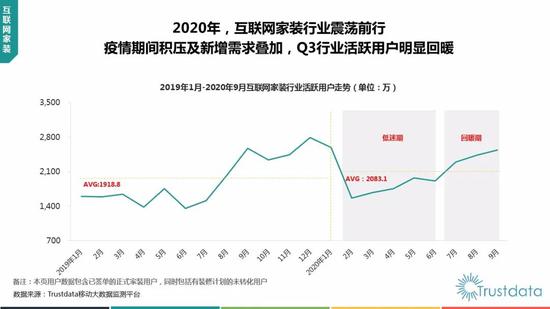 互联网家装
2020年，互联网家装行业震荡前行
疫情期间积压及新增需求叠加，Q3行业活跃用户明显回暖
2019年1月-2020年9月互联网家装行业活跃用户走势（单位：万）
3,500
2,800
2,100
1,400
700
AVG:1918.8
低迷期
AVG：2083.1
回暖期
2019年1月
2月
3月
4月
5月
6月
7月
8月
9月
10月
11月
12月
2020年1月
2月
3月
4月
5月
6月
7月
8月
9月
备注：本页用户数据包含已签单的正式家装用户，同时包括有装修计划的未转化用户
数据来源：Trustdata移动大数据监测平台
Trustdata